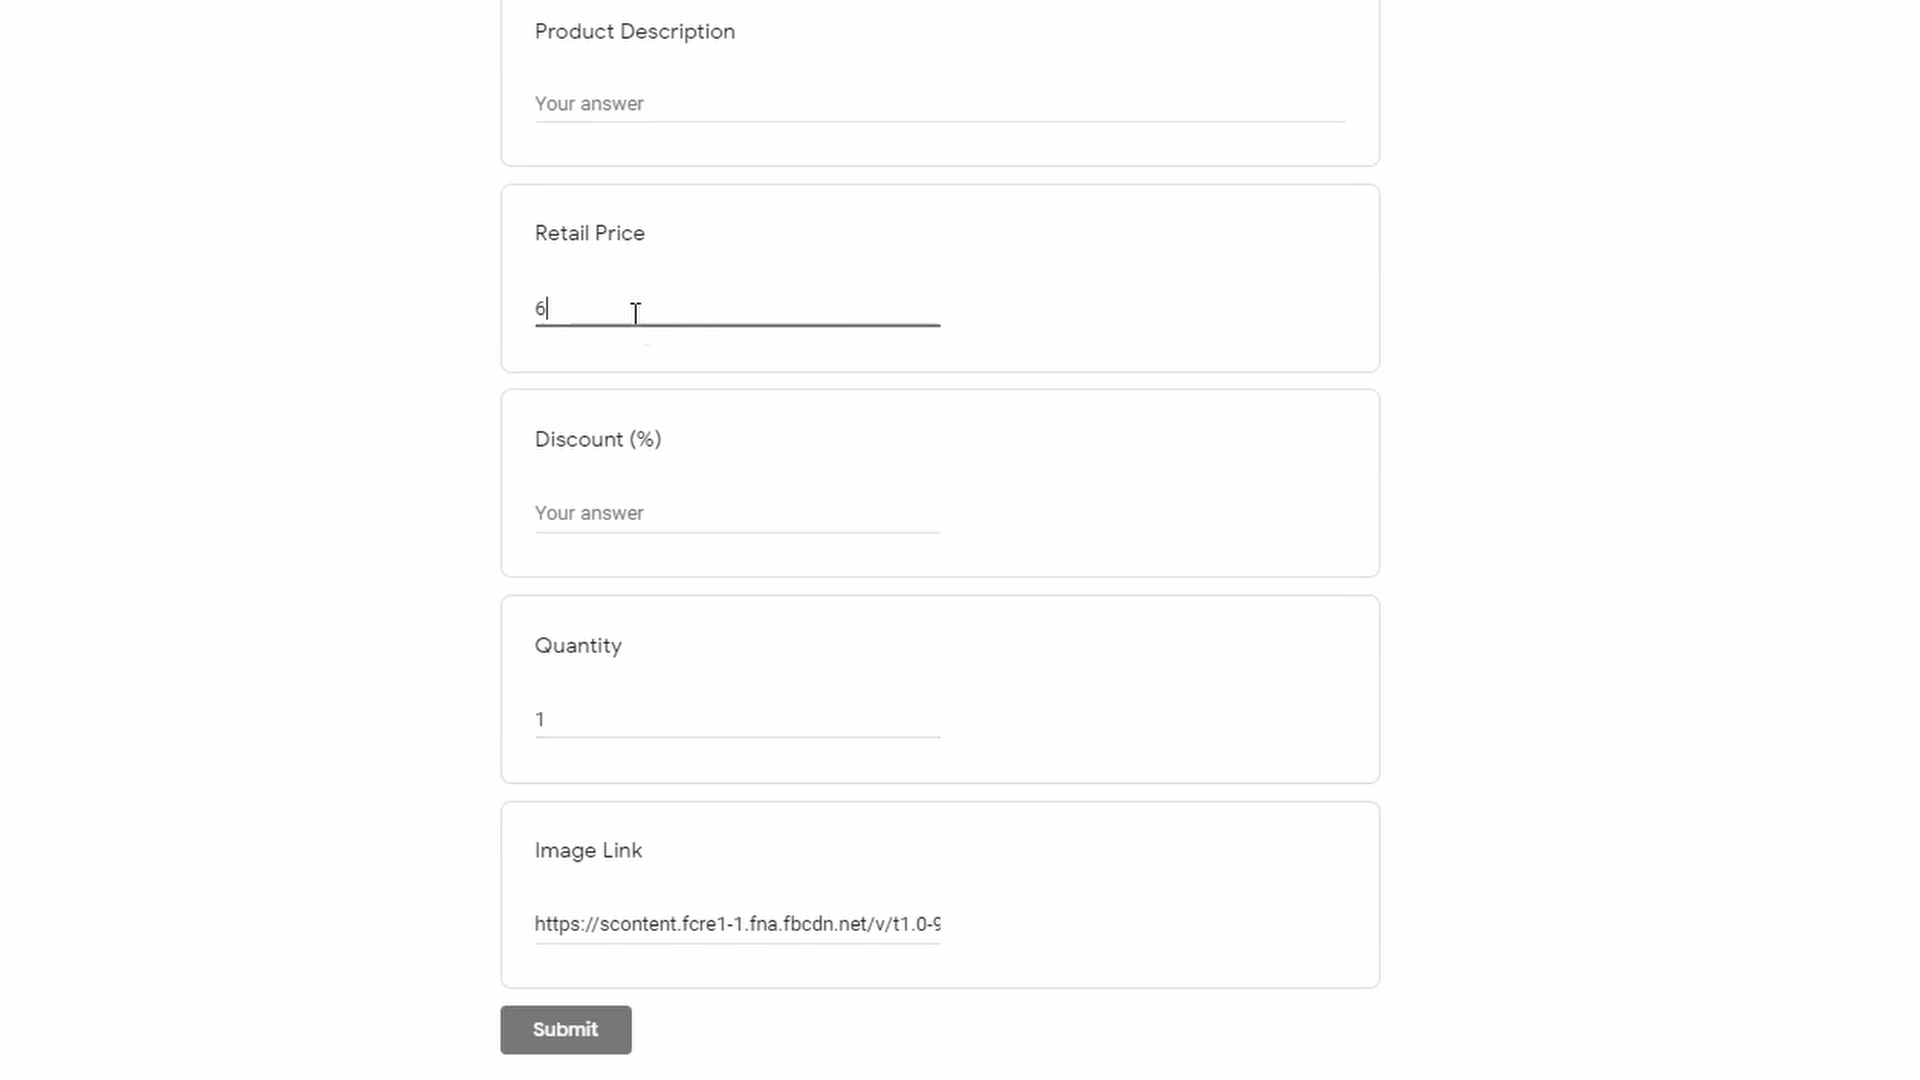 Product Description
Your answer
Retail Price
6
Discount (%)
Your answer
Quantity
1
Image Link
https://scontent.fcre1-1.fna.fbcdn.net/v/t1.0-9
Submit